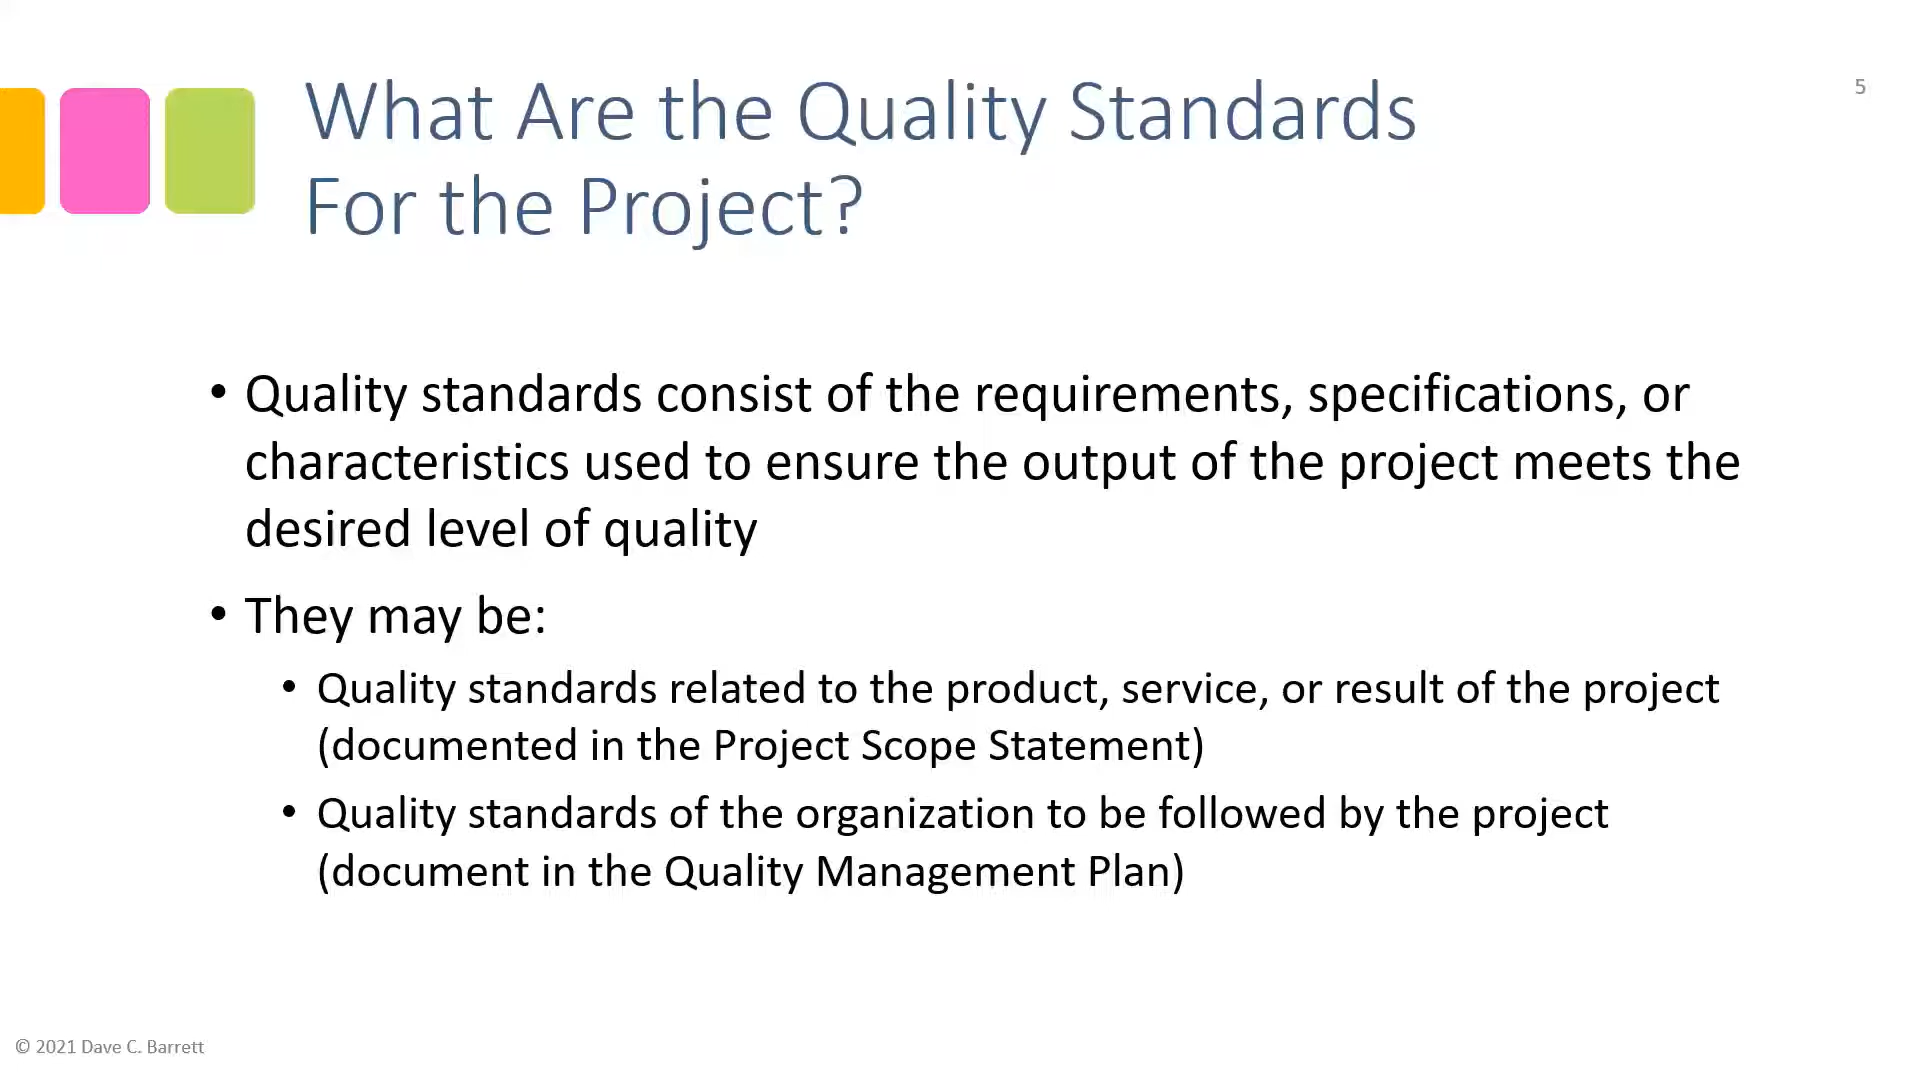 What Are the Quality Standards
For the Project?
5
• Quality standards consist of the requirements, specifications, or
characteristics used to ensure the output of the project meets the
desired level of quality
• They may be:
• Quality standards related to the product, service, or result of the project
(documented in the Project Scope Statement)
• Quality standards of the organization to be followed by the project
(document in the Quality Management Plan)
© 2021 Dave C. Barrett